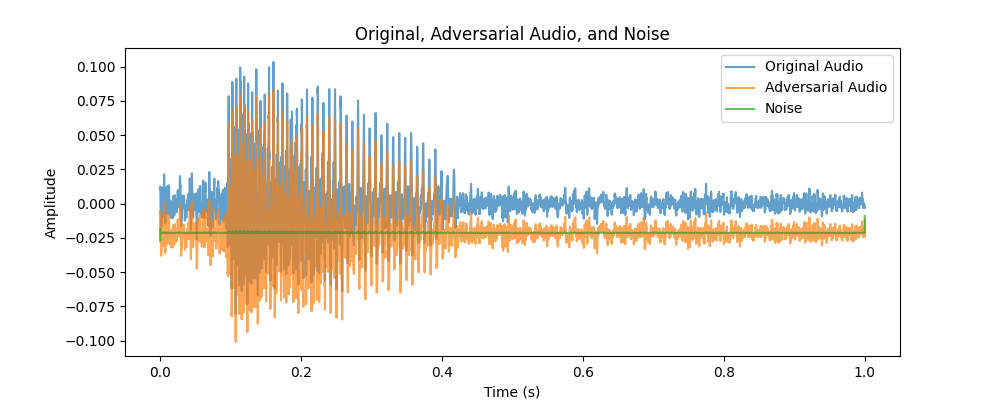 Original, Adversarial Audio, and Noise
Original Audio
Adversarial Audio
Noise
Amplitude
0.100
0.075
0.050
0.025
0.000
−0.025
−0.050
−0.075
−0.100
0.0 0.2 0.4 0.6 0.8 1.0
Time (s)